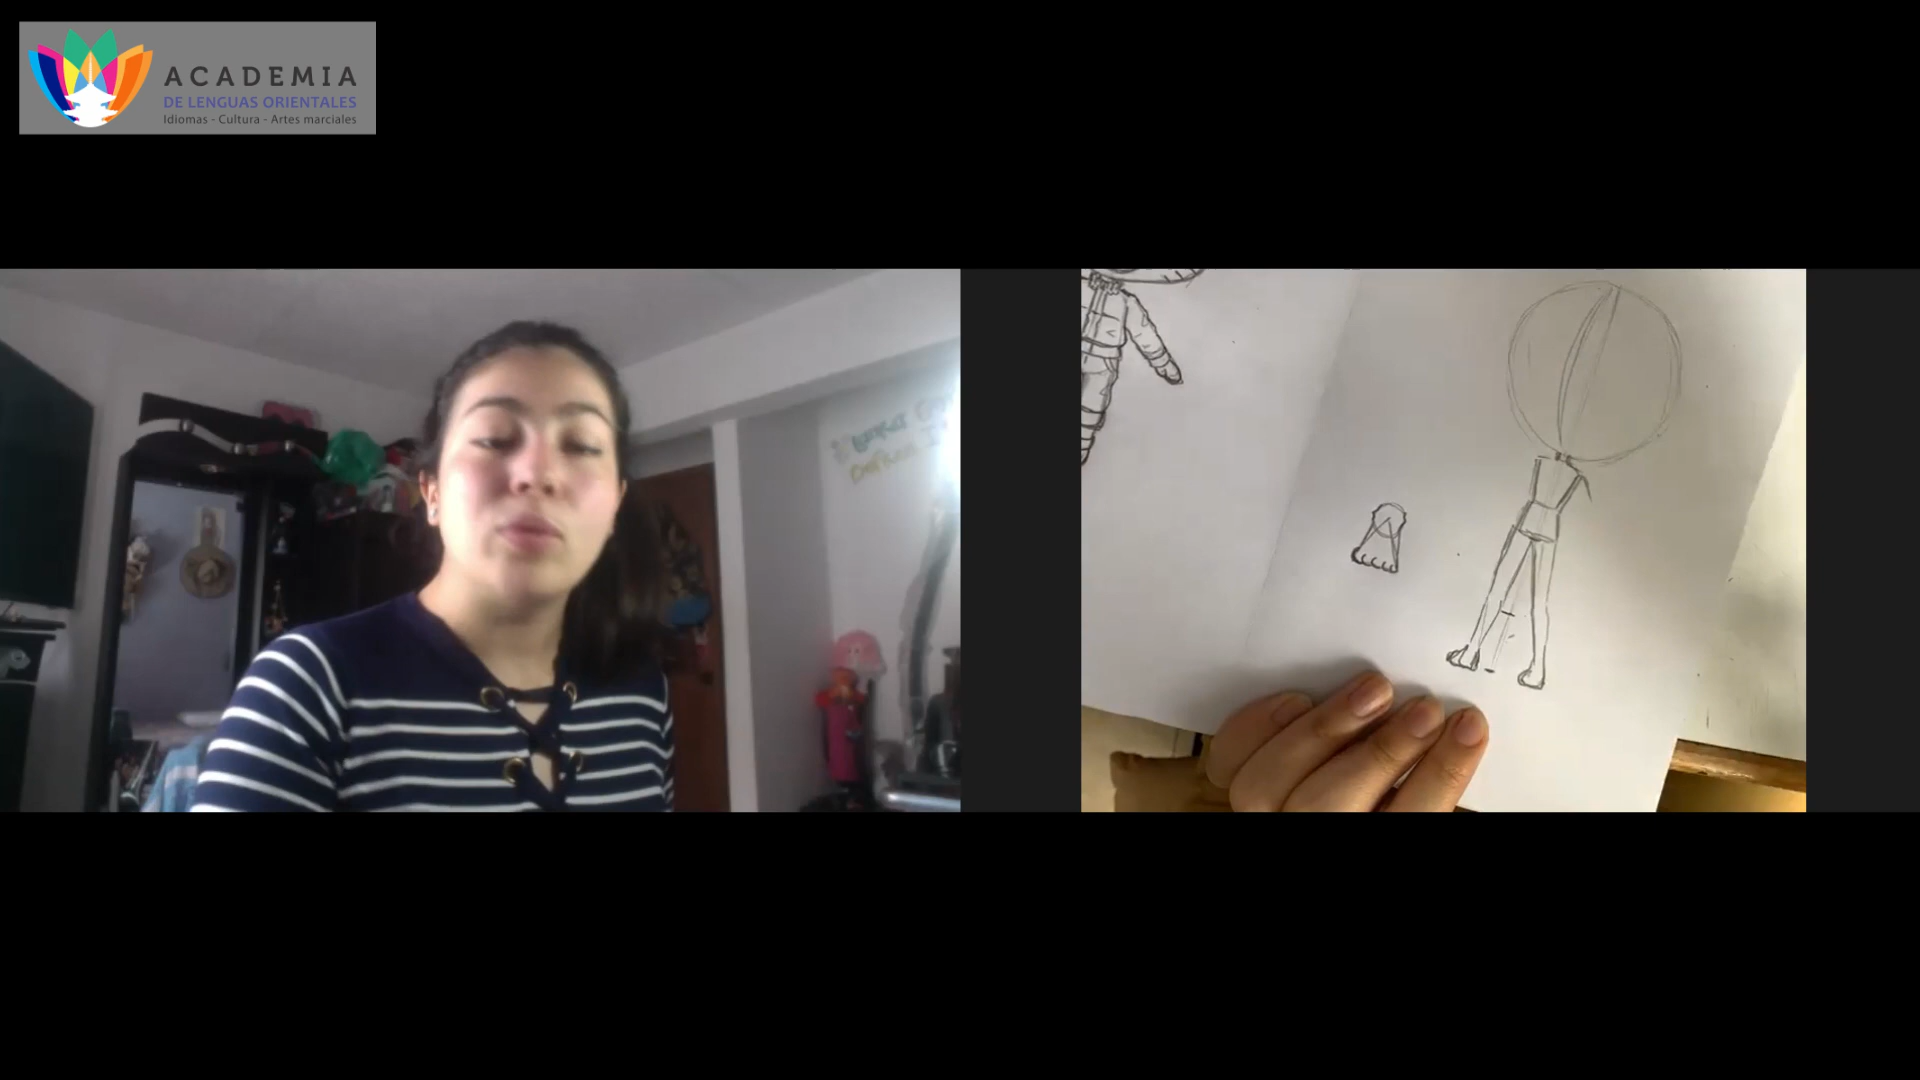 ACADEMIA
DE LENGUAS ORIENTALES
Idiomas - Cultura - Artes marciales